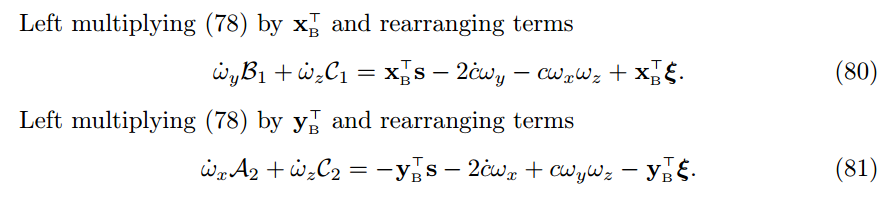 Left multiplying (78) by $\mathbf{x}_{\mathrm{B}}^{\top}$ and rearranging terms
$\dot{\omega}_y \mathcal{B}_1 + \dot{\omega}_z \mathcal{C}_1 = \mathbf{x}_{\mathrm{B}}^{\top}\mathbf{s} - 2\dot{c}\omega_y - c\omega_x\omega_z + \mathbf{x}_{\mathrm{B}}^{\top}\boldsymbol{\xi}.$ (80)
Left multiplying (78) by $\mathbf{y}_{\mathrm{B}}^{\top}$ and rearranging terms
$\dot{\omega}_x \mathcal{A}_2 + \dot{\omega}_z \mathcal{C}_2 = -\mathbf{y}_{\mathrm{B}}^{\top}\mathbf{s} - 2\dot{c}\omega_x + c\omega_y\omega_z - \mathbf{y}_{\mathrm{B}}^{\top}\boldsymbol{\xi}.$ (81)